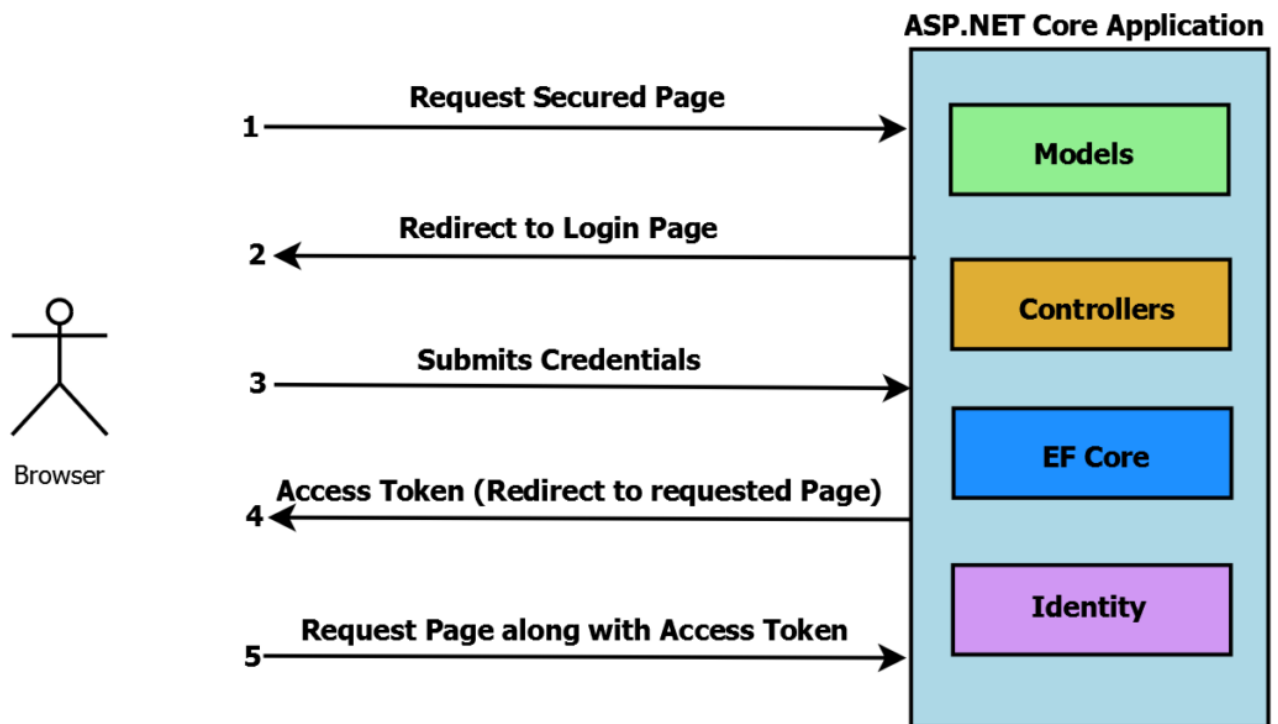 ASP.NET Core Application
Request Secured Page
1
Models
Redirect to Login Page
2
Controllers
Submits Credentials
3
Browser
EF Core
Access Token (Redirect to requested Page)
4
Identity
Request Page along with Access Token
5